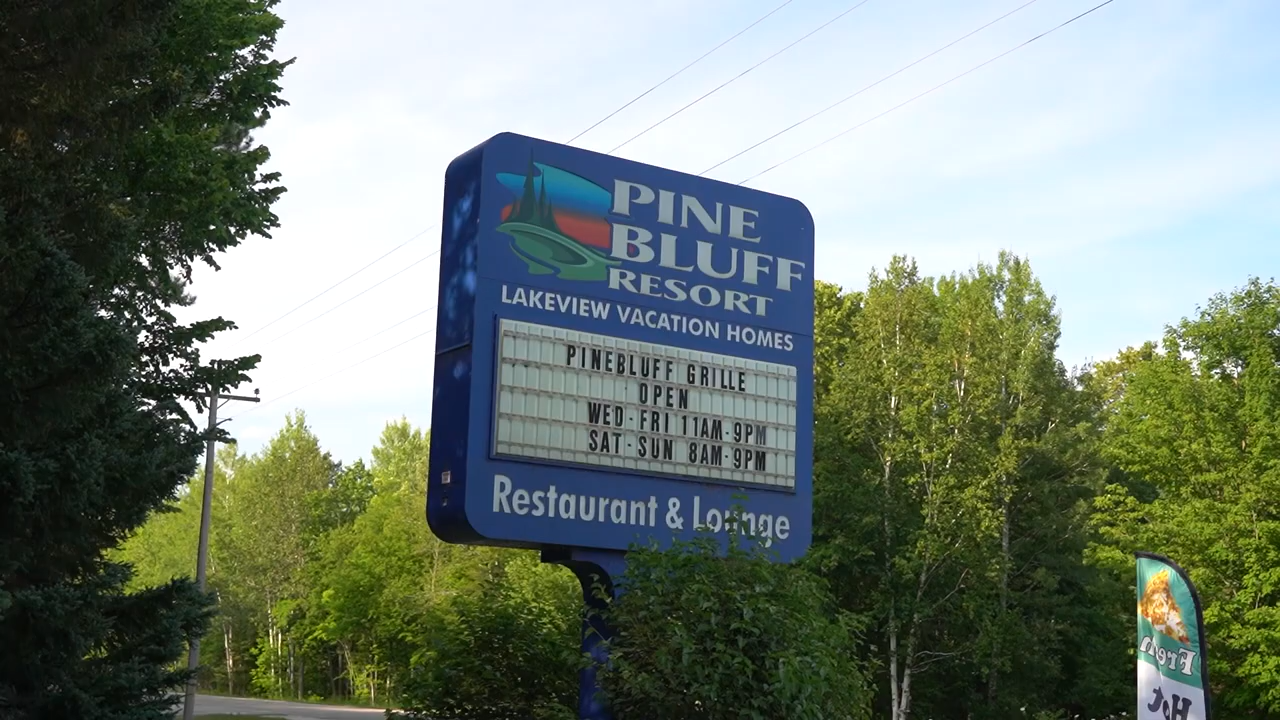 PINE
BLUFF
RESORT
LAKEVIEW VACATION HOMES
PINEBLUFF GRILLE
OPEN
WED-FRI 11AM-9PM
SAT-SUN 8AM-9PM
Restaurant & Lounge
Fresh
Hot